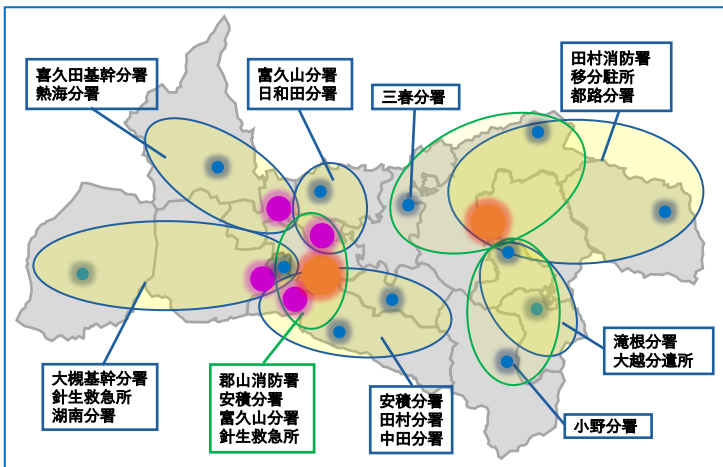 喜久田基幹分署
熱海分署
富久山分署
日和田分署
三春分署
田村消防署
移分駐所
都路分署
大槻基幹分署
針生救急所
湖南分署
郡山消防署
安積分署
富久山分署
針生救急所
安積分署
田村分署
中田分署
小野分署
滝根分署
大越分遣所